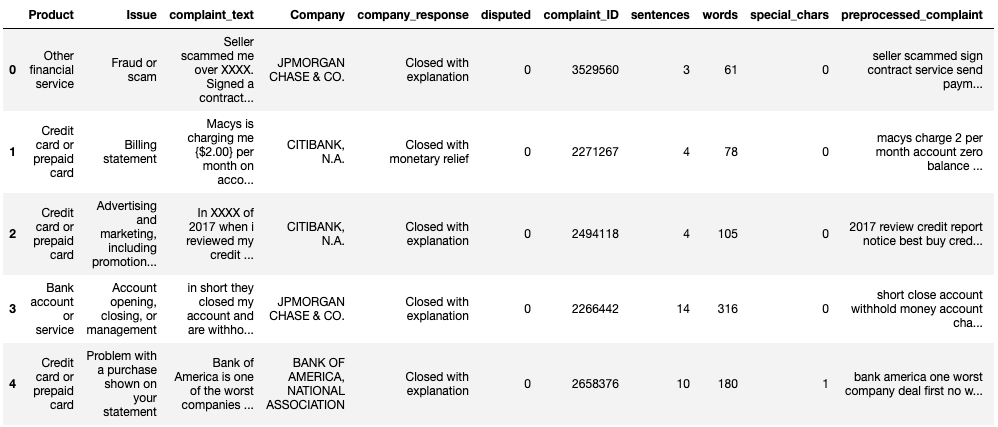 Product Issue complaint_text Company company_response disputed complaint_ID sentences words special_chars preprocessed_complaint
0 Other financial service Fraud or scam Seller scammed me over XXXX. Signed a contract... JPMORGAN CHASE & CO. Closed with explanation 0 3529560 3 61 0 seller scammed sign contract service send paym...
1 Credit card or prepaid card Billing statement Macys is charging me {$2.00} per month on acco... CITIBANK, N.A. Closed with monetary relief 0 2271267 4 78 0 macys charge 2 per month account zero balance ...
2 Credit card or prepaid card Advertising and marketing, including promotion... In XXXX of 2017 when i reviewed my credit ... CITIBANK, N.A. Closed with explanation 0 2494118 4 105 0 2017 review credit report notice best buy cred...
3 Bank account or service Account opening, closing, or management in short they closed my account and are withho... JPMORGAN CHASE & CO. Closed with explanation 0 2266442 14 316 0 short close account withhold money account cha...
4 Credit card or prepaid card Problem with a purchase shown on your statement Bank of America is one of the worst companies ... BANK OF AMERICA, NATIONAL ASSOCIATION Closed with explanation 0 2658376 10 180 1 bank america one worst company deal first no w...